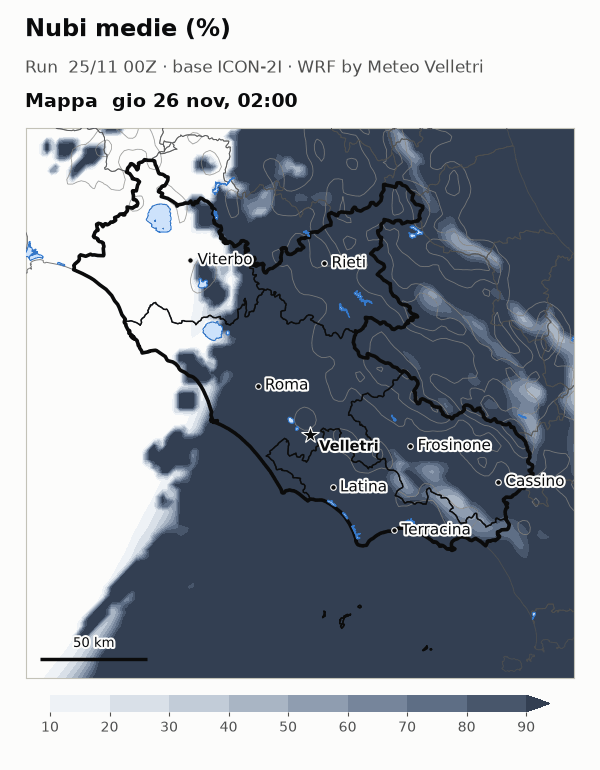 Nubi medie (%)
Run  25/11 00Z · base ICON-2I · WRF by Meteo Velletri
Mappa  gio 26 nov, 02:00
Viterbo
Rieti
Roma
Velletri
Frosinone
Latina
Cassino
Terracina
50 km
10 20 30 40 50 60 70 80 90